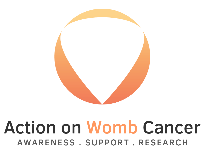 Action on Womb Cancer
AWARENESS . SUPPORT . RESEARCH